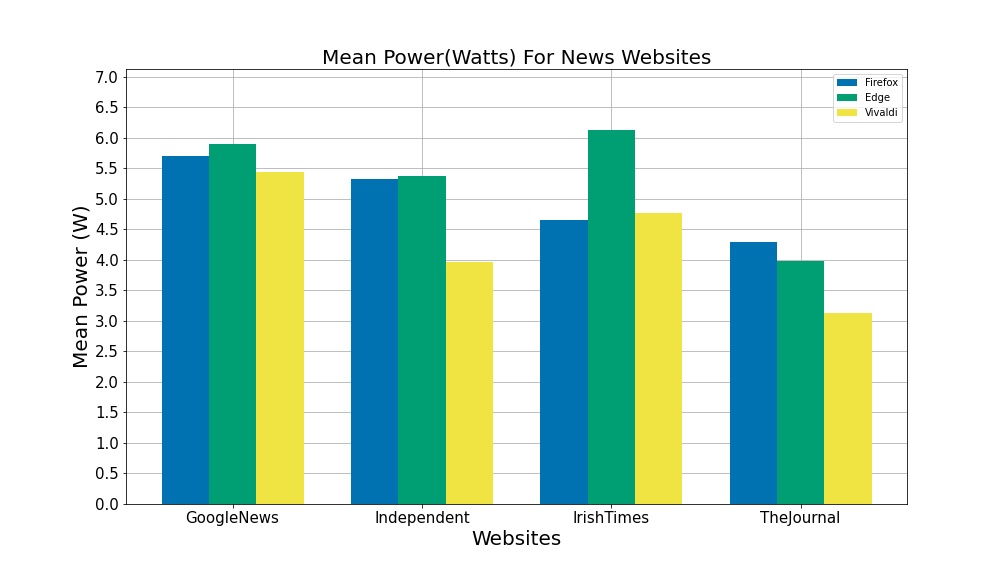 Mean Power(Watts) For News Websites
Firefox
Edge
Vivaldi
Mean Power (W)
7.0
6.5
6.0
5.5
5.0
4.5
4.0
3.5
3.0
2.5
2.0
1.5
1.0
0.5
0.0
GoogleNews Independent IrishTimes TheJournal
Websites